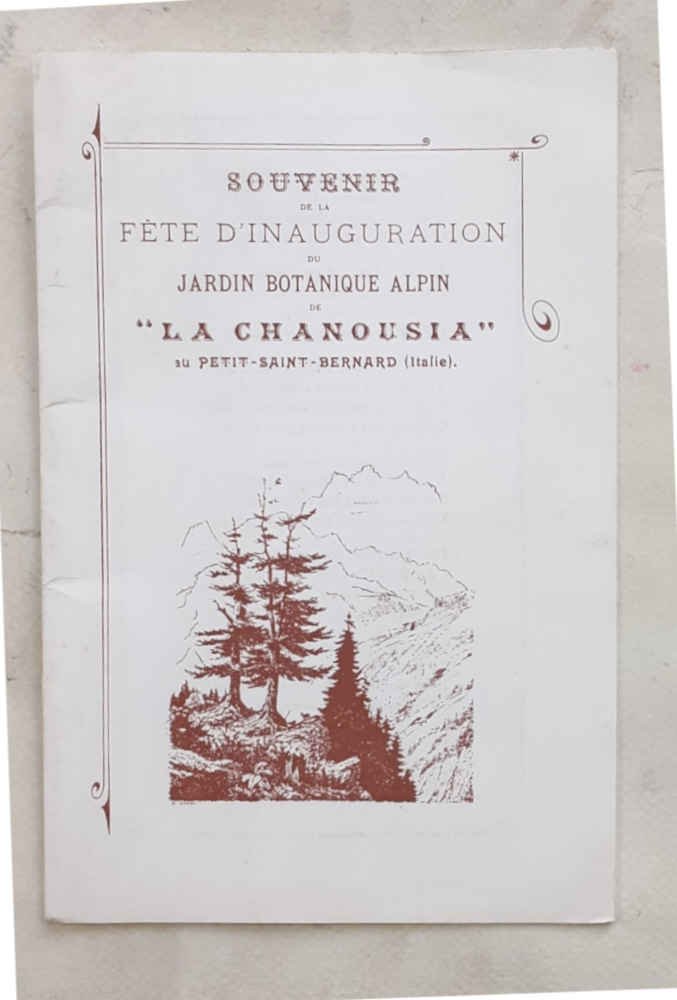 SOUVENIR
DE LA
FÊTE D'INAUGURATION
DU
JARDIN BOTANIQUE ALPIN
DE
"LA CHANOUSIA"
au PETIT-SAINT-BERNARD (Italie).